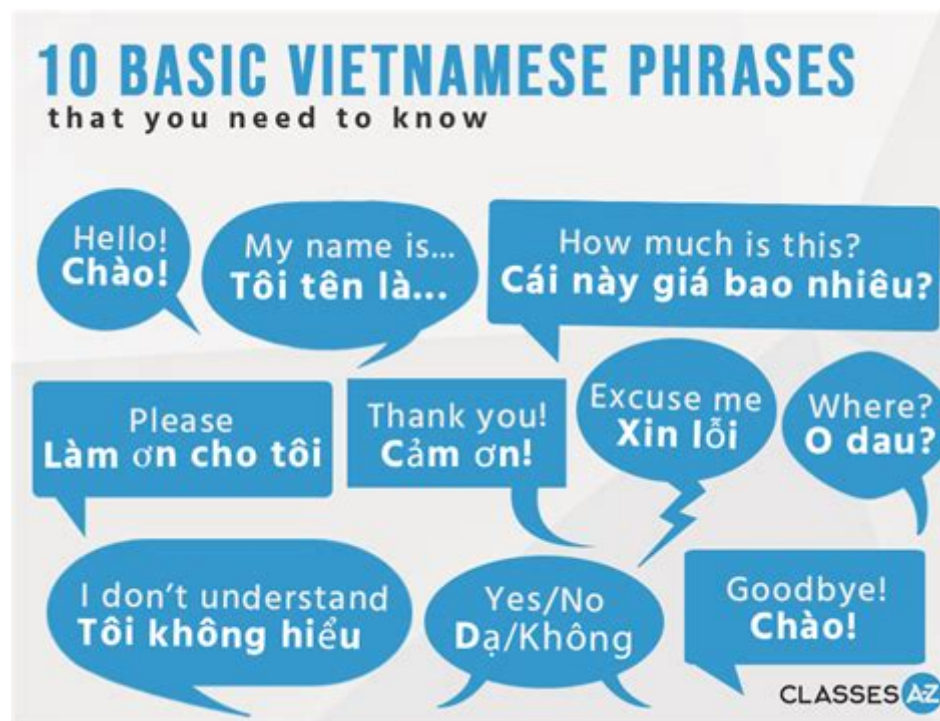 10 BASIC VIETNAMESE PHRASES
that you need to know
Hello!
Chào!
My name is...
Tôi tên là...
How much is this?
Cái này giá bao nhiêu?
Please
Làm ơn cho tôi
Thank you!
Cảm ơn!
Excuse me
Xin lỗi
Where?
O dau?
I don't understand
Tôi không hiểu
Yes/No
Dạ/Không
Goodbye!
Chào!
CLASSES A-Z